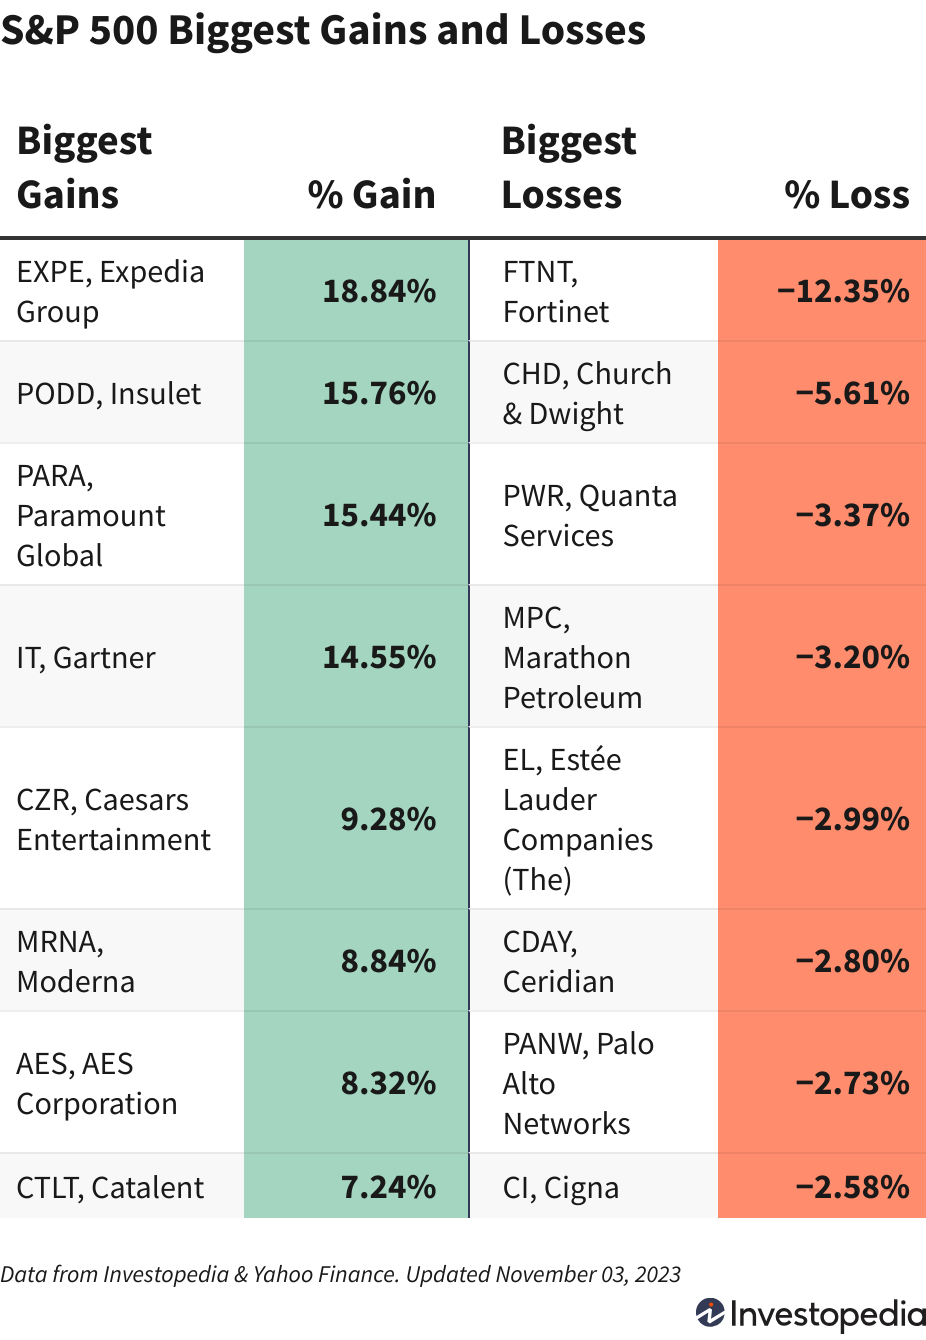 S&P 500 Biggest Gains and Losses
Biggest
Gains
% Gain
Biggest
Losses
% Loss
EXPE, Expedia
Group
18.84%
FTNT,
Fortinet
−12.35%
PODD, Insulet
15.76%
CHD, Church
& Dwight
−5.61%
PARA,
Paramount
Global
15.44%
PWR, Quanta
Services
−3.37%
IT, Gartner
14.55%
MPC,
Marathon
Petroleum
−3.20%
CZR, Caesars
Entertainment
9.28%
EL, Estée
Lauder
Companies
(The)
−2.99%
MRNA,
Moderna
8.84%
CDAY,
Ceridian
−2.80%
AES, AES
Corporation
8.32%
PANW, Palo
Alto
Networks
−2.73%
CTLT, Catalent
7.24%
CI, Cigna
−2.58%
Data from Investopedia & Yahoo Finance. Updated November 03, 2023
Investopedia